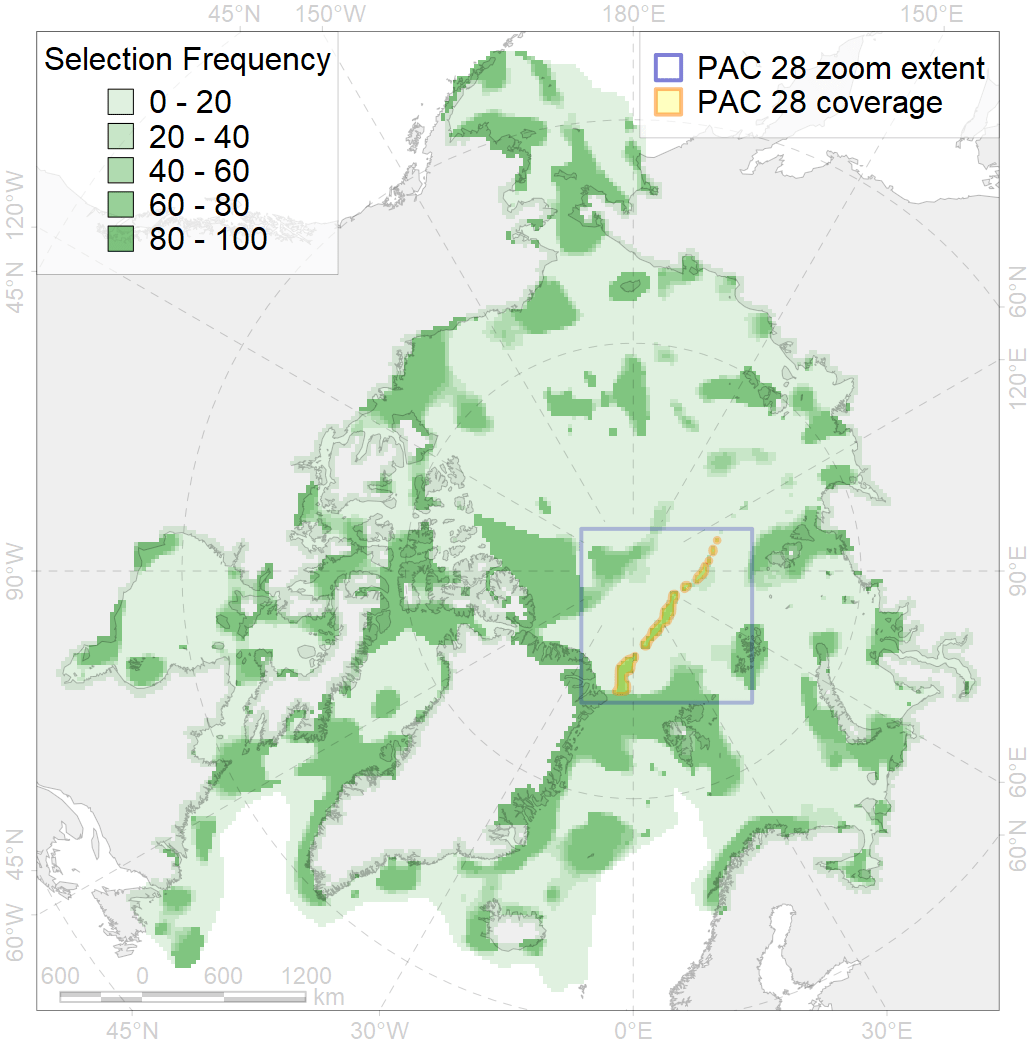 45°N 150°W 180°E 150°E
Selection Frequency
0 - 20
20 - 40
40 - 60
60 - 80
80 - 100
PAC 28 zoom extent
PAC 28 coverage
120°W
45°N
90°W
45°N
60°W
60°N
120°E
90°E
60°E
60°N
600 0 600 1200
km
45°W 30°W 0°E 30°E